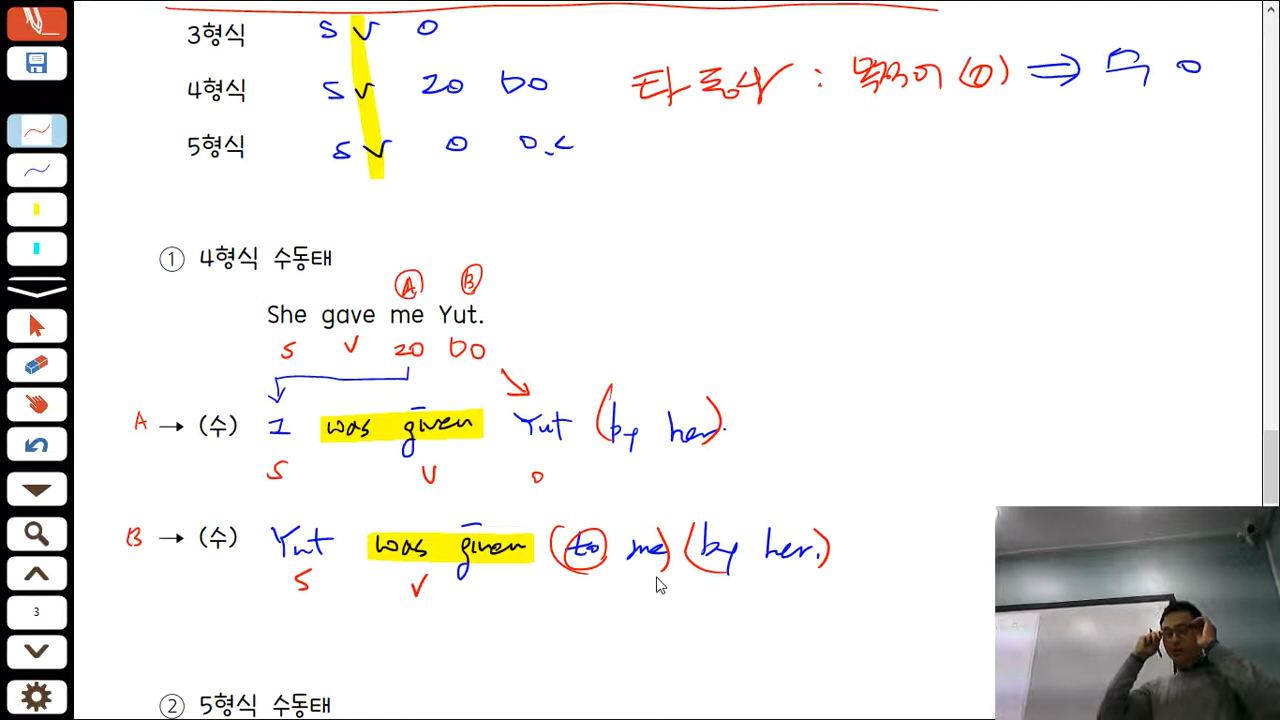 3형식 S V O
4형식 S V IO DO
타동사 : 목적어 (O) ⇒ 수 O
5형식 S V O O.C
① 4형식 수동태
Ⓐ Ⓑ
She gave me Yut.
S V IO DO
A → (수) I was given Yut (by her).
S V O
B → (수) Yut was given (to me) (by her.)
S V
3
② 5형식 수동태